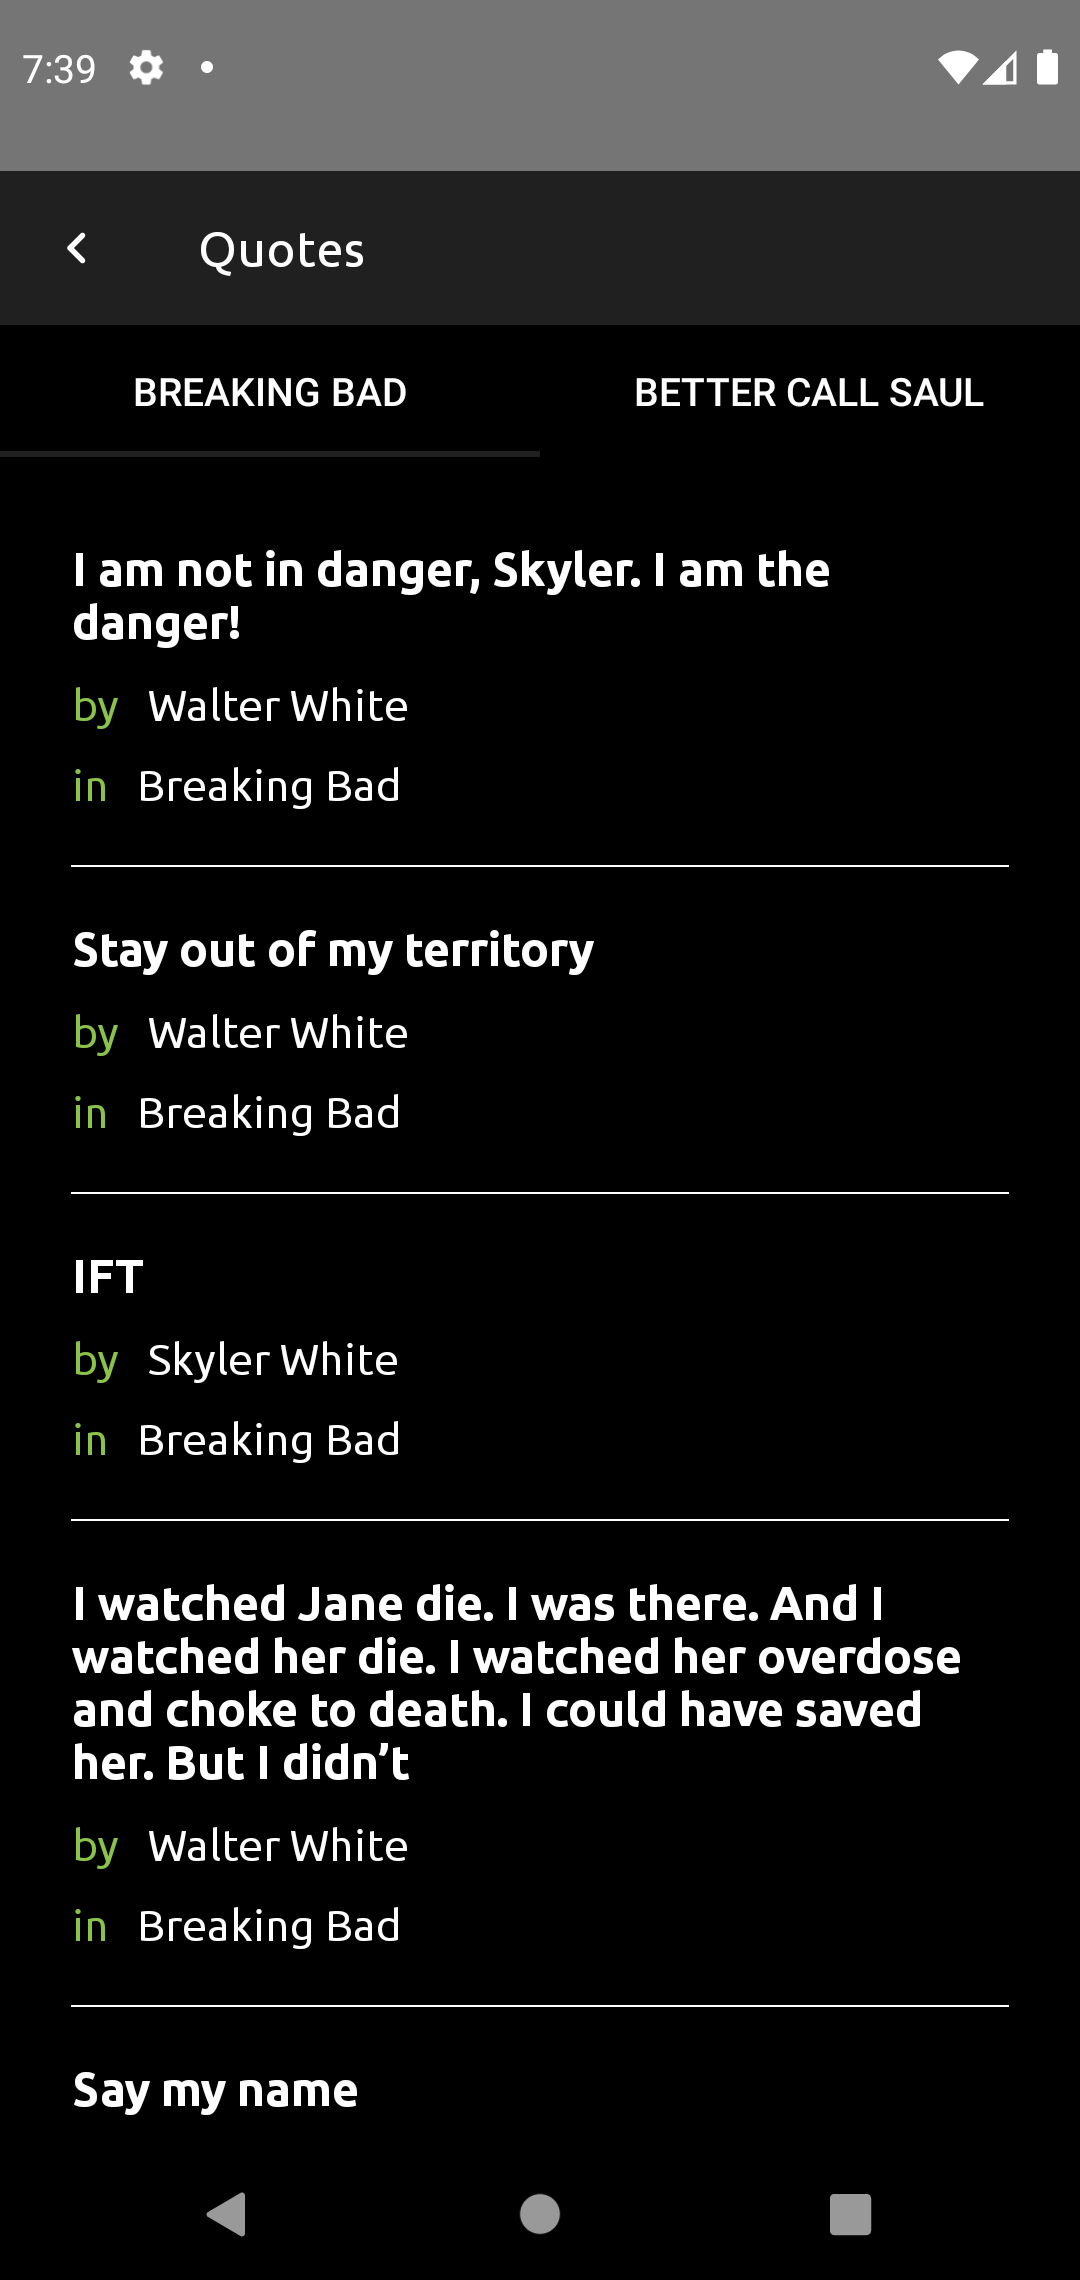 7:39
Quotes
BREAKING BAD
BETTER CALL SAUL
I am not in danger, Skyler. I am the
danger!
by Walter White
in Breaking Bad
Stay out of my territory
by Walter White
in Breaking Bad
IFT
by Skyler White
in Breaking Bad
I watched Jane die. I was there. And I
watched her die. I watched her overdose
and choke to death. I could have saved
her. But I didn’t
by Walter White
in Breaking Bad
Say my name